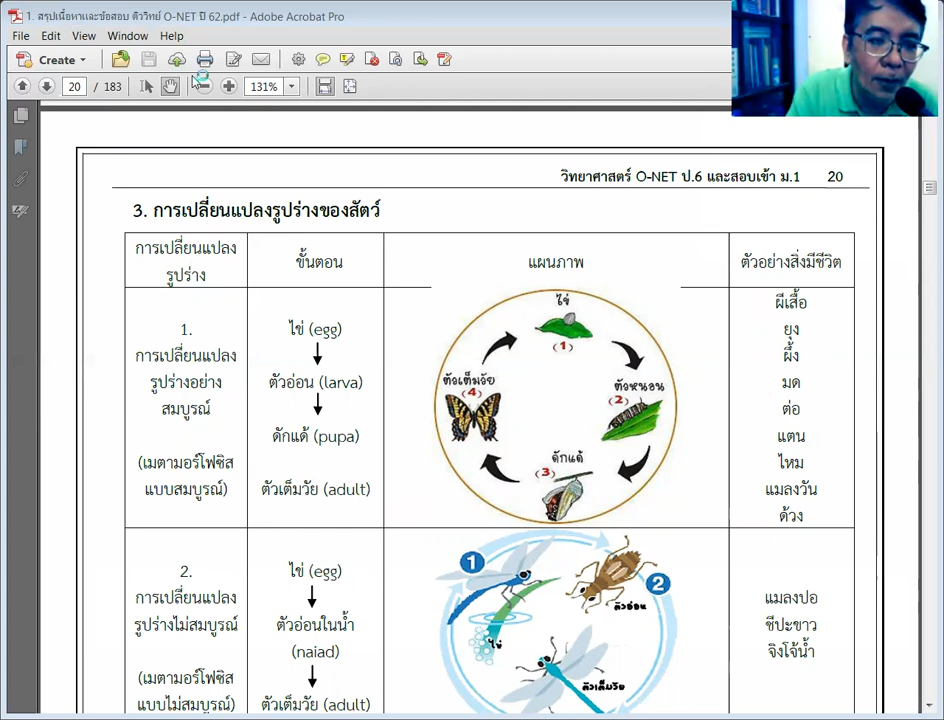 1. สรุปเนื้อหาและข้อสอบ ติววิทย์ O-NET ปี 62.pdf - Adobe Acrobat Pro
File Edit View Window Help
Create
20 / 183 131%
วิทยาศาสตร์ O-NET ป.6 และสอบเข้า ม.1 20
3. การเปลี่ยนแปลงรูปร่างของสัตว์
การเปลี่ยนแปลง
รูปร่าง
ขั้นตอน
แผนภาพ
ตัวอย่างสิ่งมีชีวิต
1.
การเปลี่ยนแปลง
รูปร่างอย่าง
สมบูรณ์
(เมตามอร์โฟซิส
แบบสมบูรณ์)
ไข่ (egg)
ตัวอ่อน (larva)
ดักแด้ (pupa)
ตัวเต็มวัย (adult)
ไข่
(1)
ตัวหนอน
(2)
ดักแด้
(3)
ตัวเต็มวัย
(4)
ผีเสื้อ
ยุง
ผึ้ง
มด
ต่อ
แตน
ไหม
แมลงวัน
ด้วง
2.
การเปลี่ยนแปลง
รูปร่างไม่สมบูรณ์
(เมตามอร์โฟซิส
แบบไม่สมบูรณ์)
ไข่ (egg)
ตัวอ่อนในน้ำ
(naiad)
ตัวเต็มวัย (adult)
1
ไข่
2
ตัวอ่อน
ตัวเต็มวัย
แมลงปอ
ชีปะขาว
จิงโจ้น้ำ